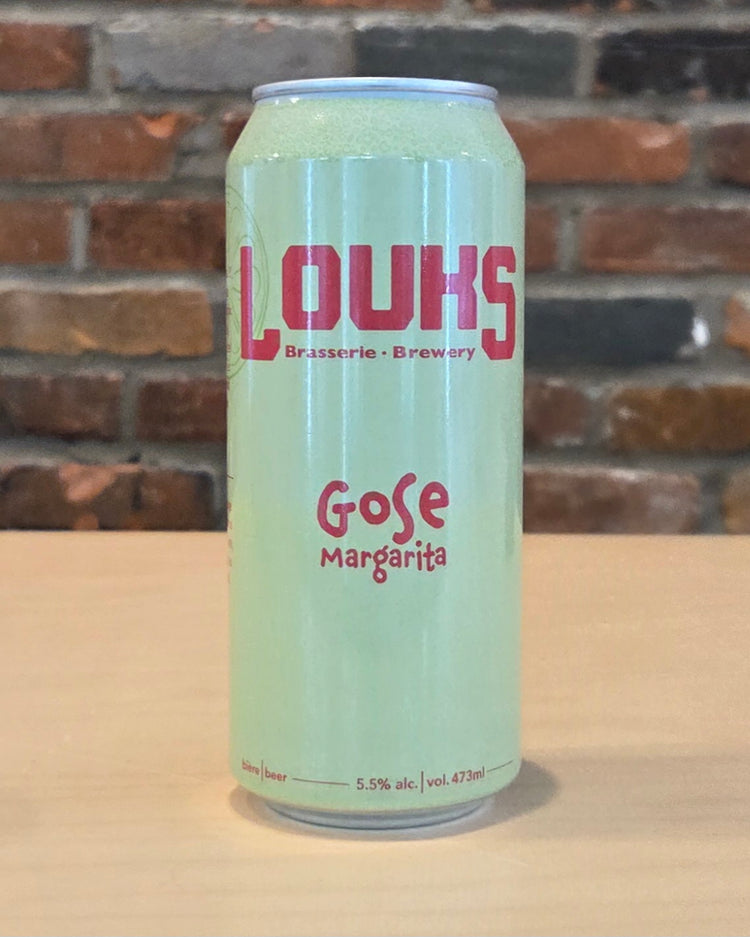 LOUKS
Brasserie · Brewery
GoSe
Margarita
bière|beer
5.5% alc.|vol. 473ml